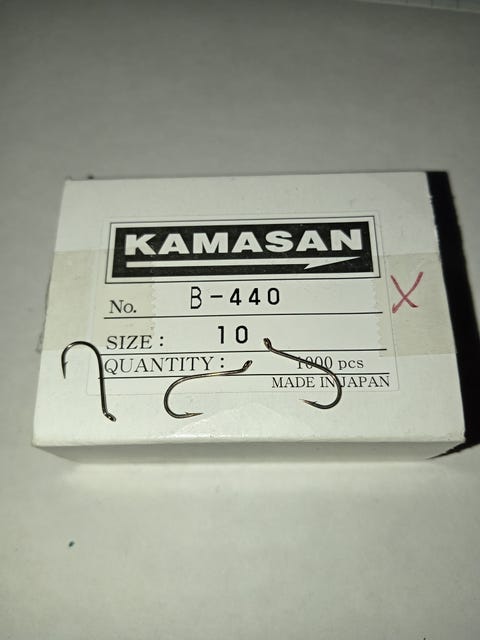 KAMASAN
No. B-440
SIZE: 10
QUANTITY: 1000 pcs
MADE IN JAPAN
X